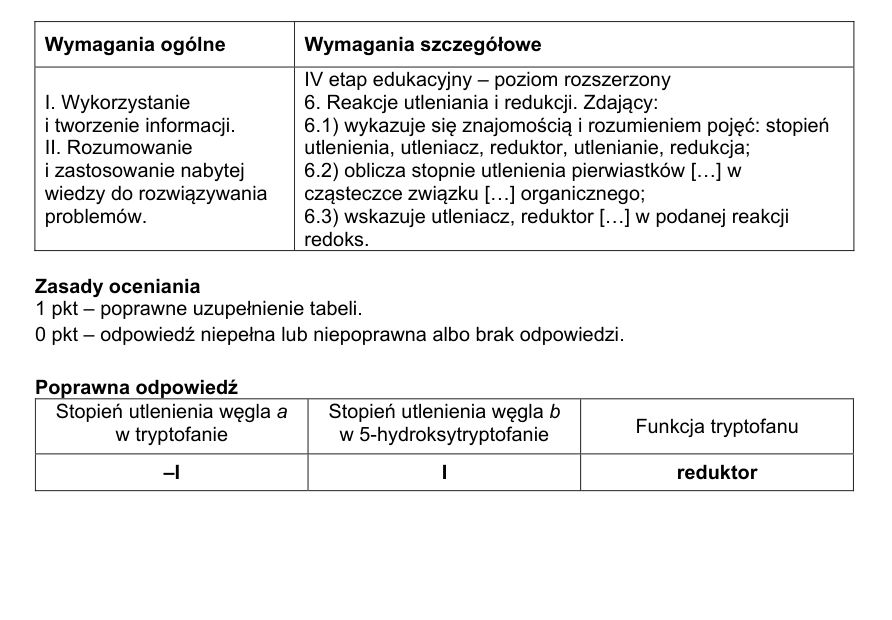 Wymagania ogólne
Wymagania szczegółowe
I. Wykorzystanie
i tworzenie informacji.
II. Rozumowanie
i zastosowanie nabytej
wiedzy do rozwiązywania
problemów.
IV etap edukacyjny – poziom rozszerzony
6. Reakcje utleniania i redukcji. Zdający:
6.1) wykazuje się znajomością i rozumieniem pojęć: stopień
utlenienia, utleniacz, reduktor, utlenianie, redukcja;
6.2) oblicza stopnie utlenienia pierwiastków […] w
cząsteczce związku […] organicznego;
6.3) wskazuje utleniacz, reduktor […] w podanej reakcji
redoks.
Zasady oceniania
1 pkt – poprawne uzupełnienie tabeli.
0 pkt – odpowiedź niepełna lub niepoprawna albo brak odpowiedzi.
Poprawna odpowiedź
Stopień utlenienia węgla a
w tryptofanie
Stopień utlenienia węgla b
w 5-hydroksytryptofanie
Funkcja tryptofanu
–I
I
reduktor